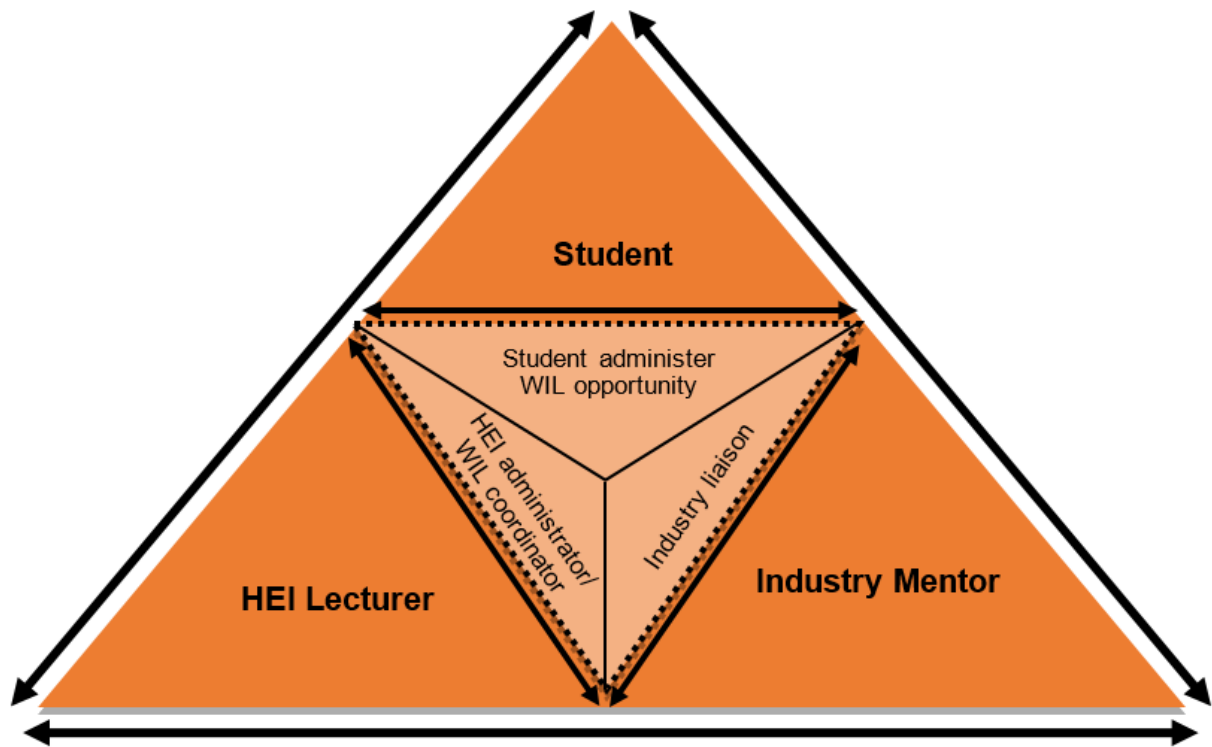 Student
Student administer
WIL opportunity
HEI administrator/
WIL coordinator
Industry liaison
HEI Lecturer
Industry Mentor